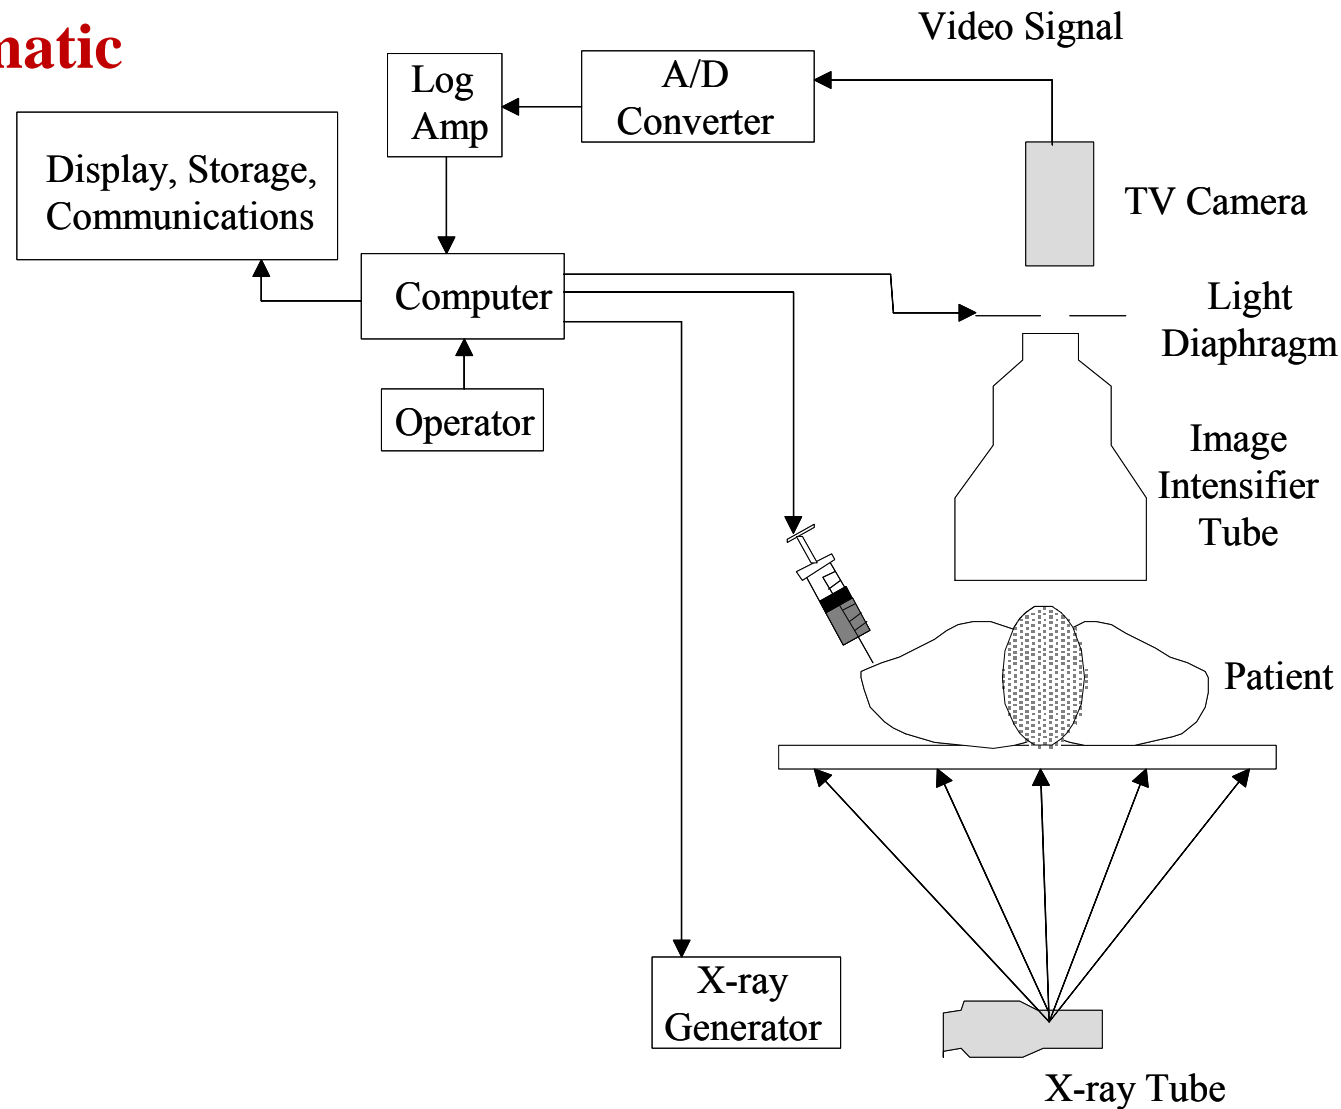 matic
Video Signal
Log
Amp
A/D
Converter
Display, Storage,
Communications
TV Camera
Computer
Light
Diaphragm
Operator
Image
Intensifier
Tube
Patient
X-ray
Generator
X-ray Tube